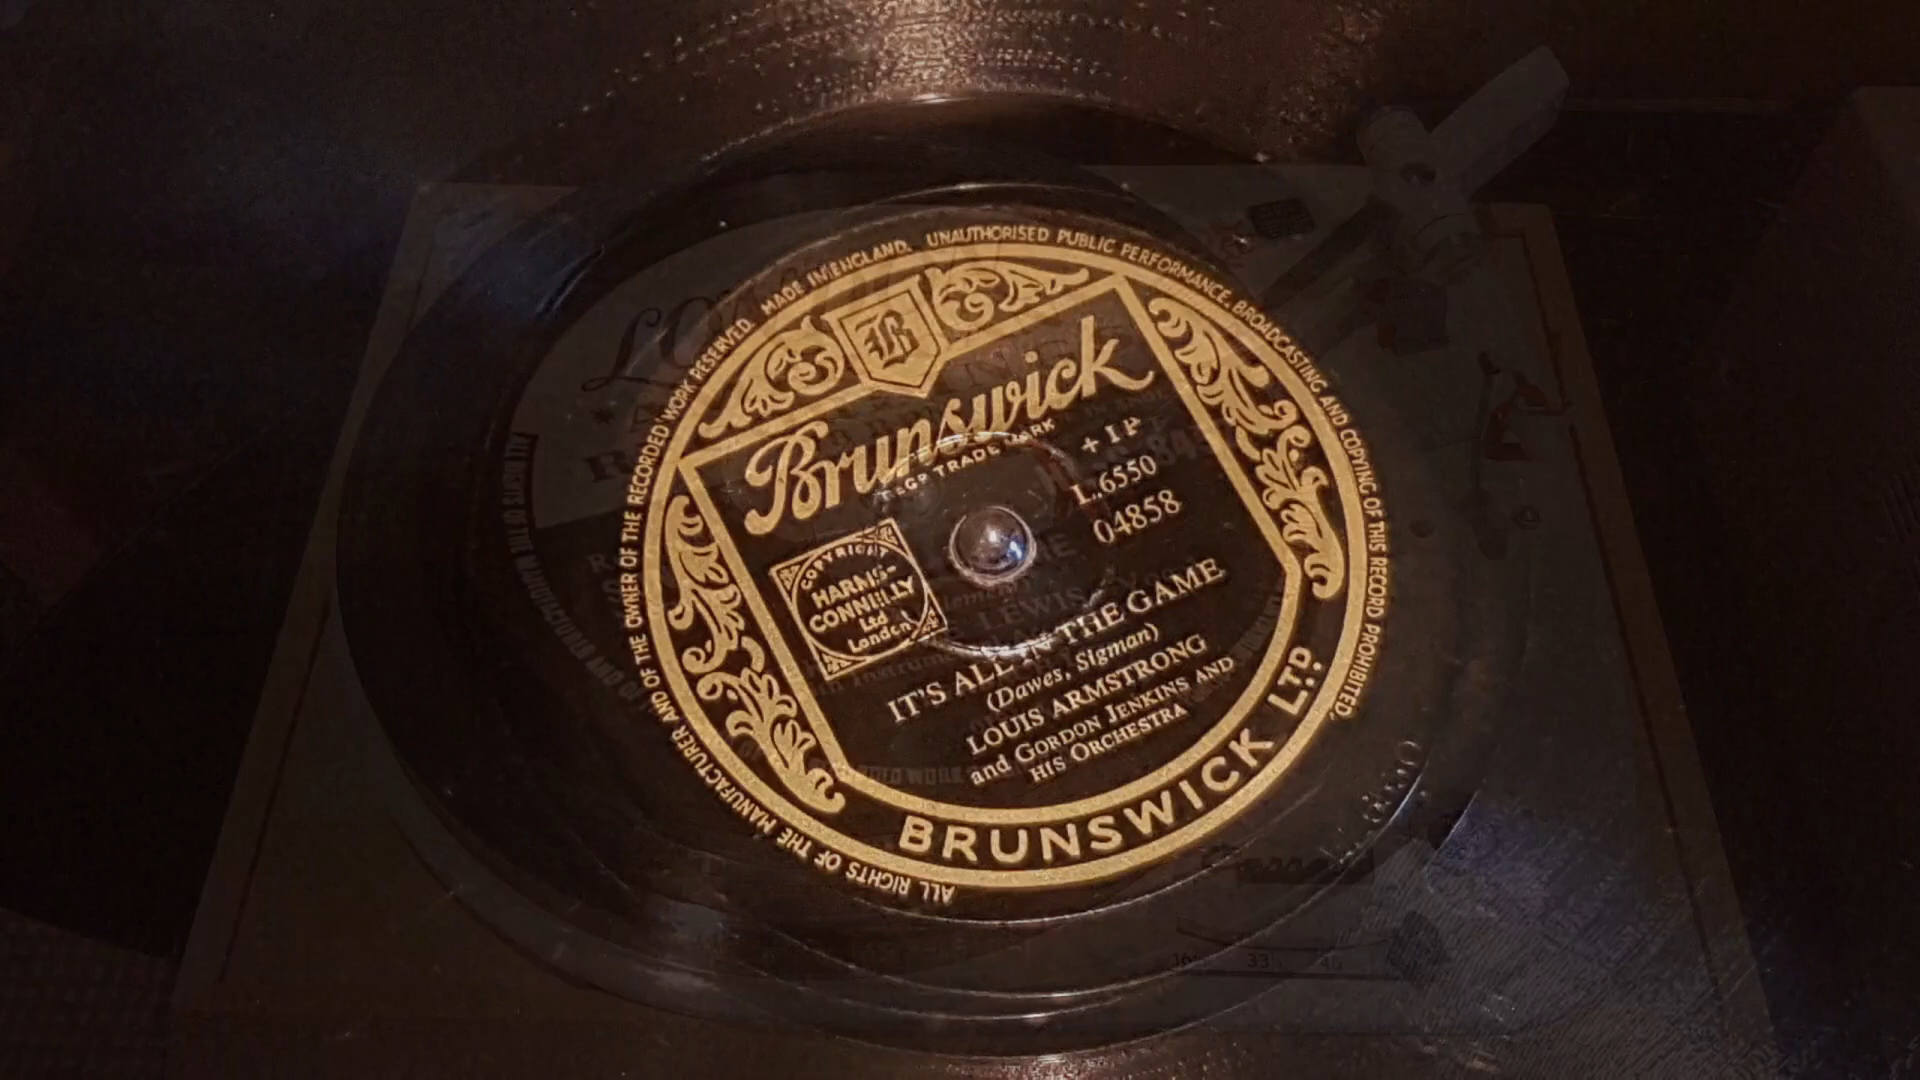 MADE IN ENGLAND. UNAUTHORISED PUBLIC PERFORMANCE, BROADCASTING AND COPYING OF THIS RECORD PROHIBITED.
ALL RIGHTS OF THE MANUFACTURER AND OF THE OWNER OF THE RECORDED WORK RESERVED.
B
Brunswick
REGD TRADE MARK
L.6550
04858
COPYRIGHT
HARMS-
CONNELLY
Ltd
London
IT'S ALL IN THE GAME
(Dawes, Sigman)
LOUIS ARMSTRONG
and GORDON JENKINS AND
HIS ORCHESTRA
BRUNSWICK LTD.
33
LEWIS